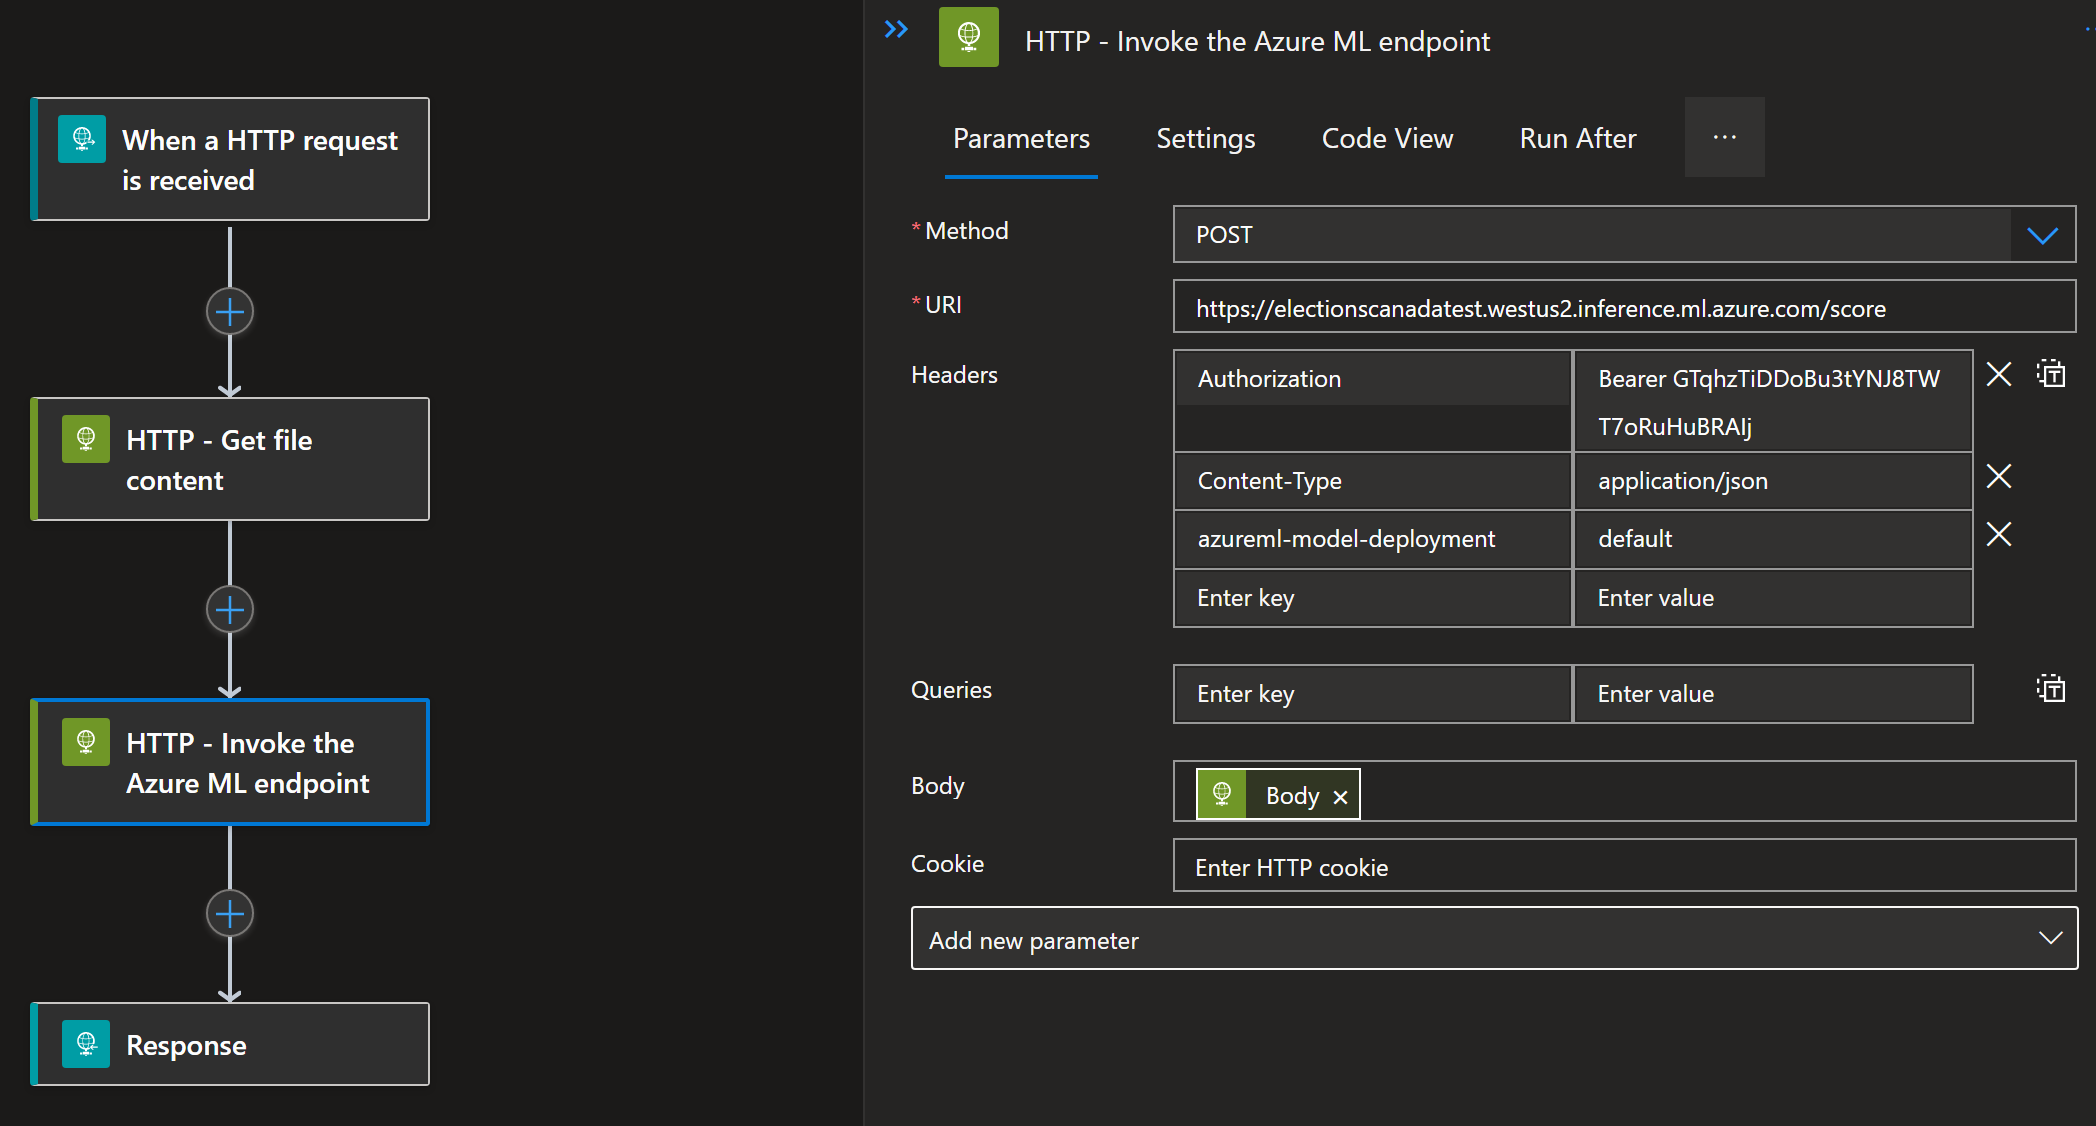 When a HTTP request
is received
HTTP - Get file
content
HTTP - Invoke the
Azure ML endpoint
Response
HTTP - Invoke the Azure ML endpoint
Parameters
Settings
Code View
Run After
* Method
POST
* URI
https://electionscanadatest.westus2.inference.ml.azure.com/score
Headers
Authorization
Bearer GTqhzTiDDoBu3tYNJ8TW
T7oRuHuBRAIj
Content-Type
application/json
azureml-model-deployment
default
Enter key
Enter value
Queries
Enter key
Enter value
Body
Body
Cookie
Enter HTTP cookie
Add new parameter